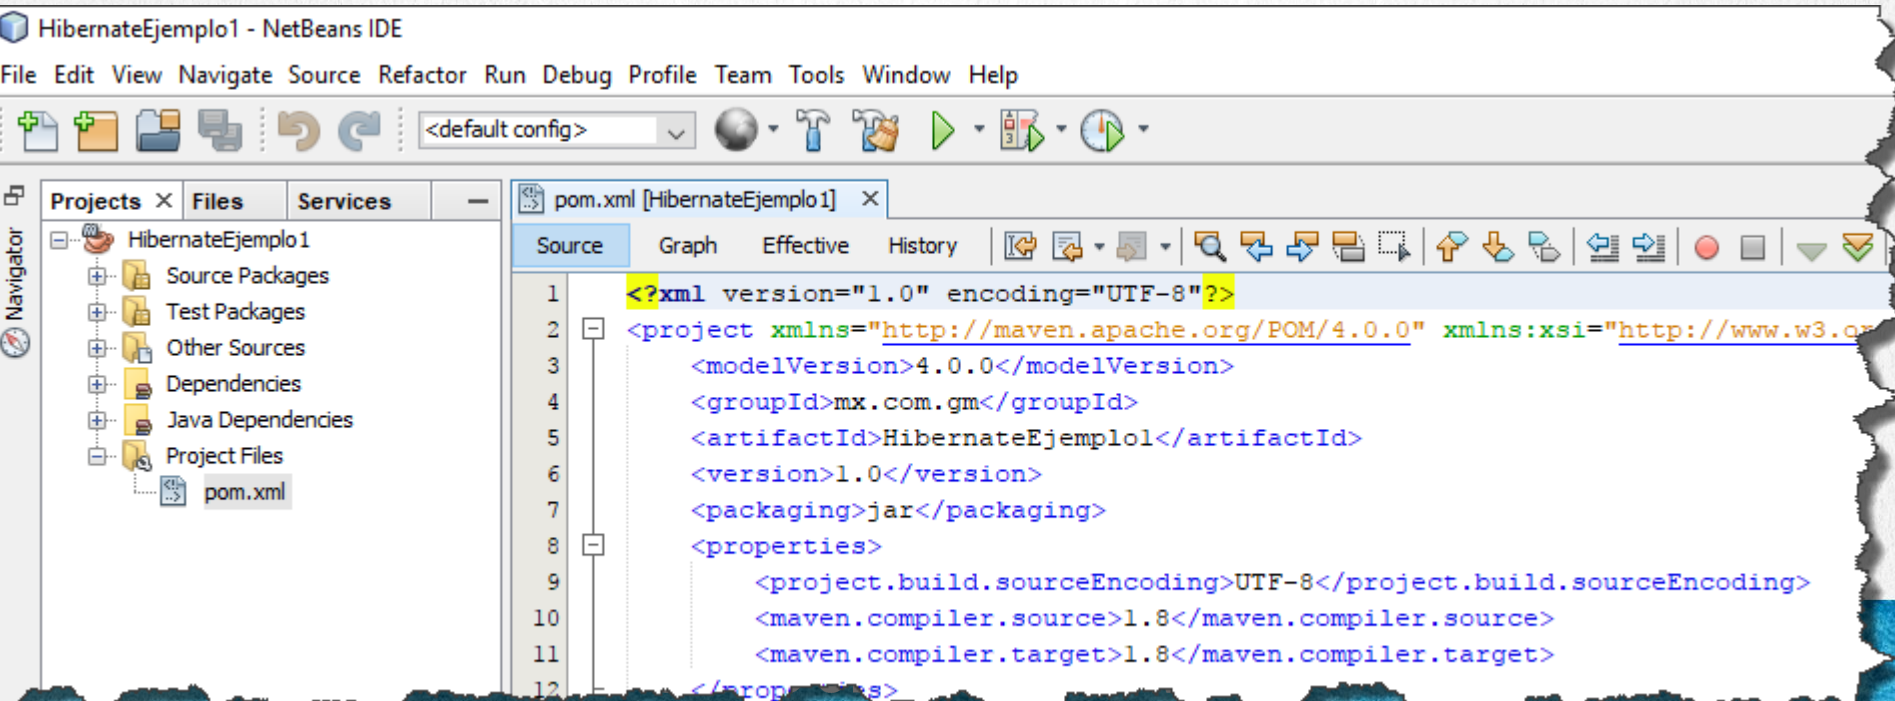 HibernateEjemplo1 - NetBeans IDE
File Edit View Navigate Source Refactor Run Debug Profile Team Tools Window Help
<default config>
Projects Files Services
Navigator
HibernateEjemplo1
Source Packages
Test Packages
Other Sources
Dependencies
Java Dependencies
Project Files
pom.xml
pom.xml [HibernateEjemplo1]
Source Graph Effective History
1 <?xml version="1.0" encoding="UTF-8"?>
2 <project xmlns="http://maven.apache.org/POM/4.0.0" xmlns:xsi="http://www.w3.or
3 <modelVersion>4.0.0</modelVersion>
4 <groupId>mx.com.gm</groupId>
5 <artifactId>HibernateEjemplo1</artifactId>
6 <version>1.0</version>
7 <packaging>jar</packaging>
8 <properties>
9 <project.build.sourceEncoding>UTF-8</project.build.sourceEncoding>
10 <maven.compiler.source>1.8</maven.compiler.source>
11 <maven.compiler.target>1.8</maven.compiler.target>
12 </properties>